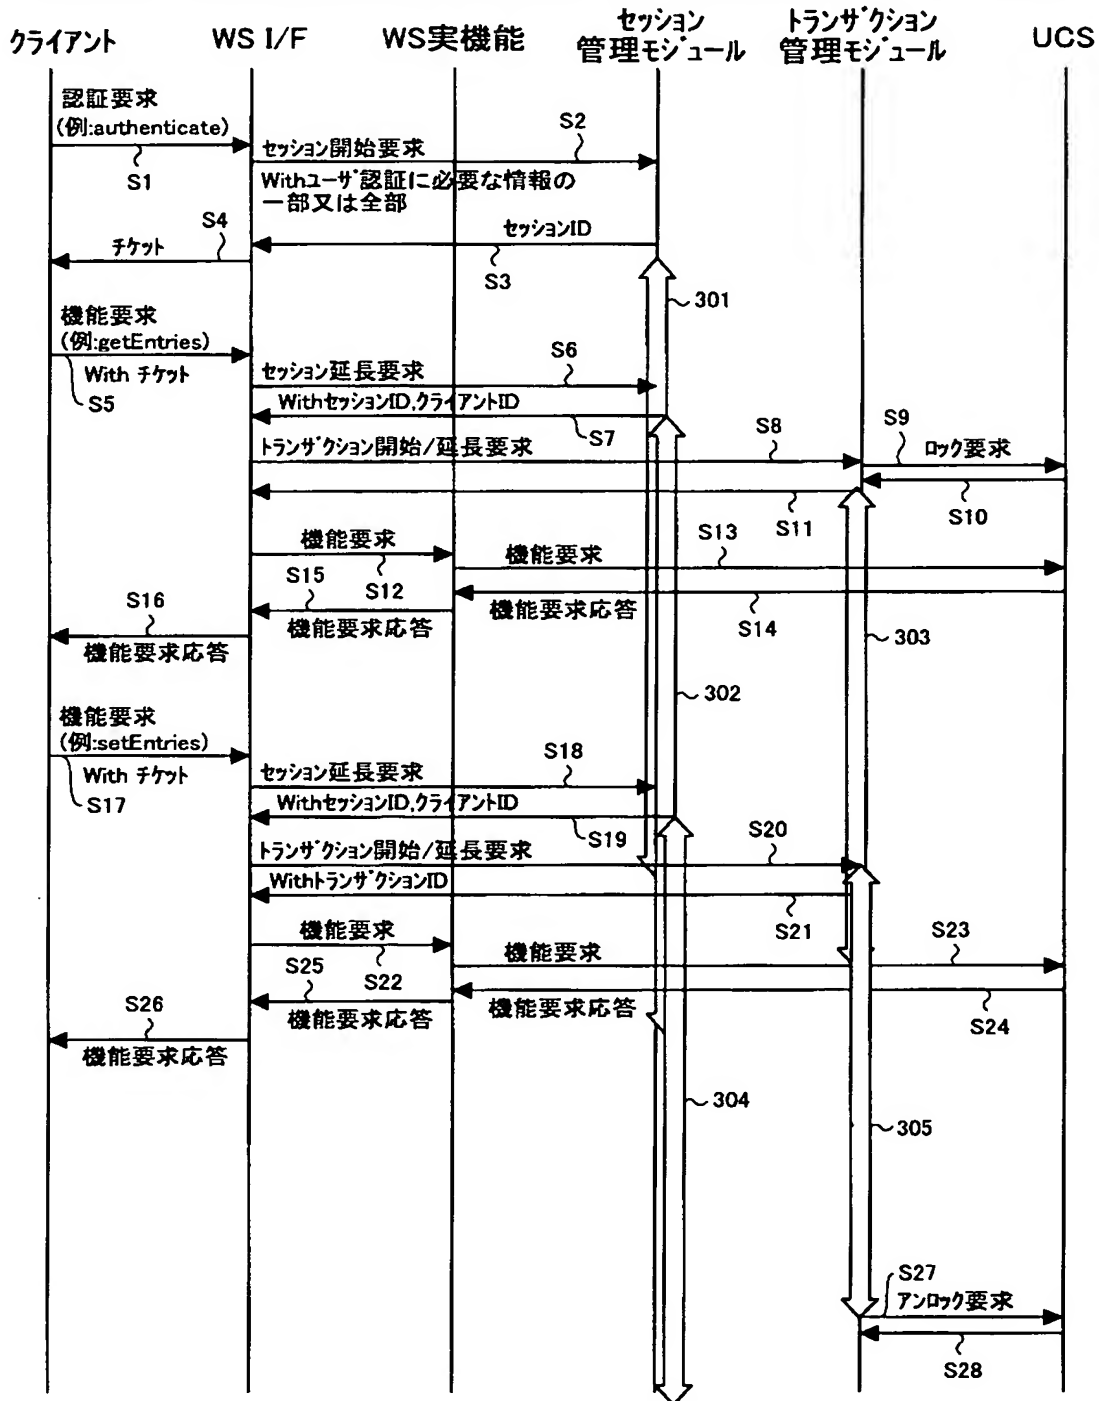 クライアント
WS I/F
WS実機能
セッション
管理モジュール
トランザクション
管理モジュール
UCS
認証要求
(例:authenticate)
S1
セッション開始要求
S2
Withユーザ認証に必要な情報の
一部又は全部
S4
チケット
セッションID
S3
301
機能要求
(例:getEntries)
With チケット
S5
セッション延長要求
S6
WithセッションID,クライアントID
S7
トランザクション開始/延長要求
S8
S9
ロック要求
S10
S11
機能要求
S12
S13
機能要求
S15
S16
機能要求応答
機能要求応答
機能要求応答
S14
303
302
機能要求
(例:setEntries)
With チケット
S17
S18
セッション延長要求
WithセッションID,クライアントID
S19
S20
トランザクション開始/延長要求
WithトランザクションID
S21
機能要求
S22
S23
機能要求
S25
S26
機能要求応答
機能要求応答
機能要求応答
S24
304
305
S27
アンロック要求
S28